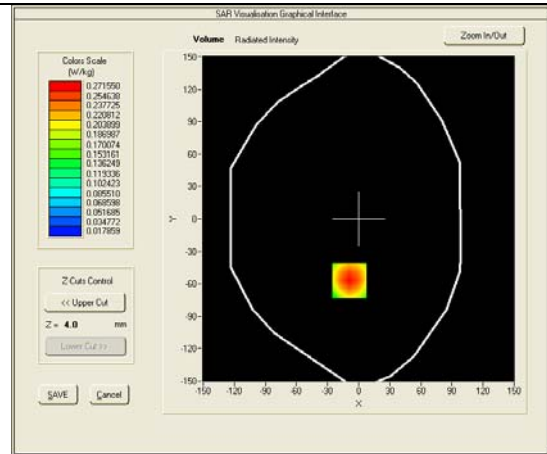 SAR Visualisation Graphical Interface
Volume Radiated Intensity
Zoom In/Out
Colors Scale
(W/kg)
0.271550
0.254638
0.237725
0.220812
0.203899
0.186987
0.170074
0.153161
0.136249
0.119336
0.102423
0.085510
0.068598
0.051685
0.034772
0.017859
Z Cuts Control
<< Upper Cut
Z = 4.0 mm
Lower Cut >>
SAVE Cancel
150
120
90
60
30
0
-30
-60
-90
-120
-150
Y
-150 -120 -90 -60 -30 0 30 60 90 120 150
X